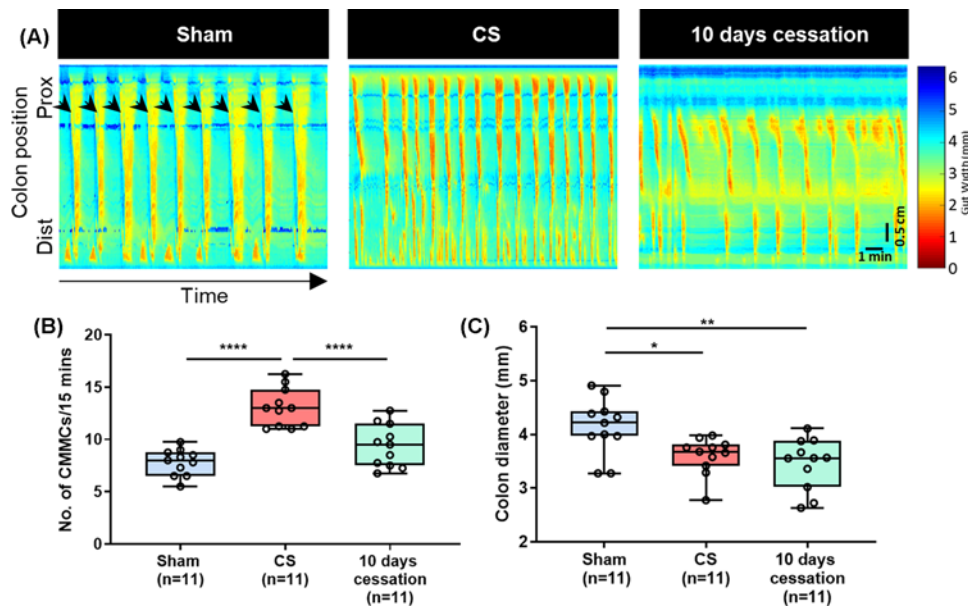 (A)
Sham
CS
10 days cessation
Colon position
Prox
Dist
Time
0.5 cm
1 min
6
5
4
3
2
1
0
Gut Width(mm)
(B)
No. of CMMCs/15 mins
20
15
10
5
0
****
****
Sham
(n=11)
CS
(n=11)
10 days
cessation
(n=11)
(C)
Colon diameter (mm)
6
5
4
3
2
**
*
Sham
(n=11)
CS
(n=11)
10 days
cessation
(n=11)